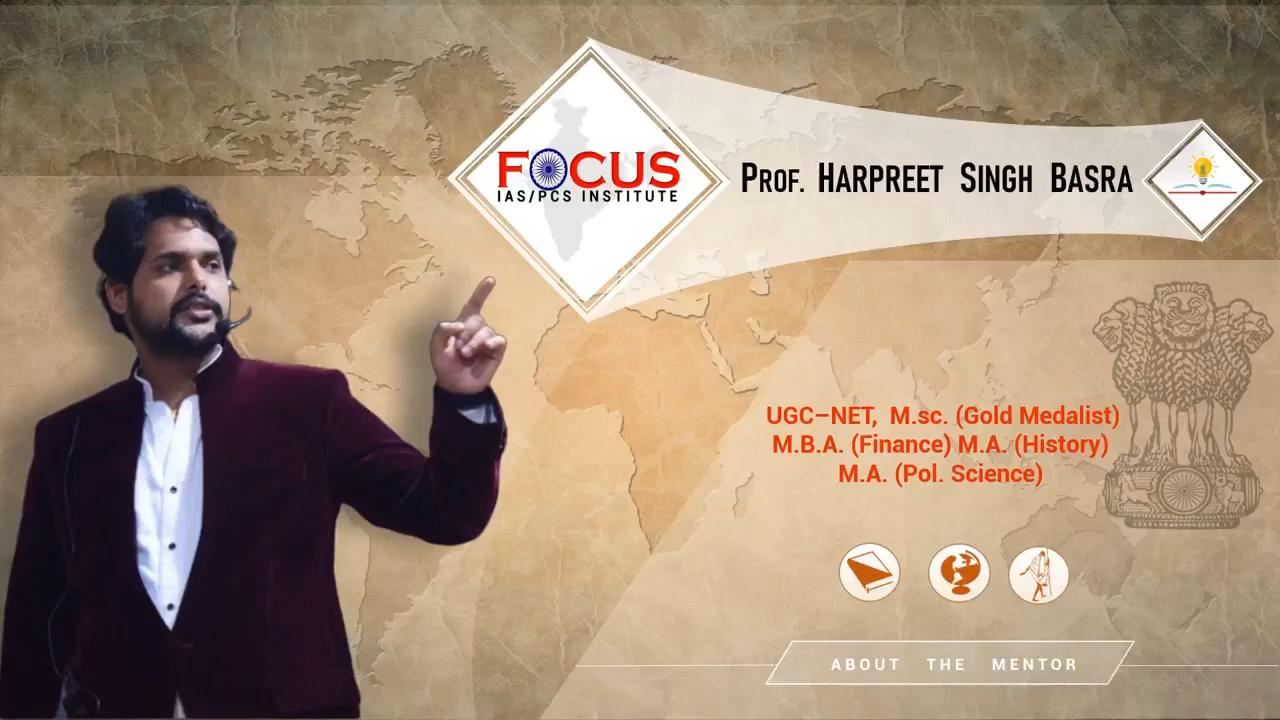 FOCUS
IAS/PCS INSTITUTE
PROF. HARPREET SINGH BASRA
UGC–NET, M.sc. (Gold Medalist)
M.B.A. (Finance) M.A. (History)
M.A. (Pol. Science)
ABOUT THE MENTOR